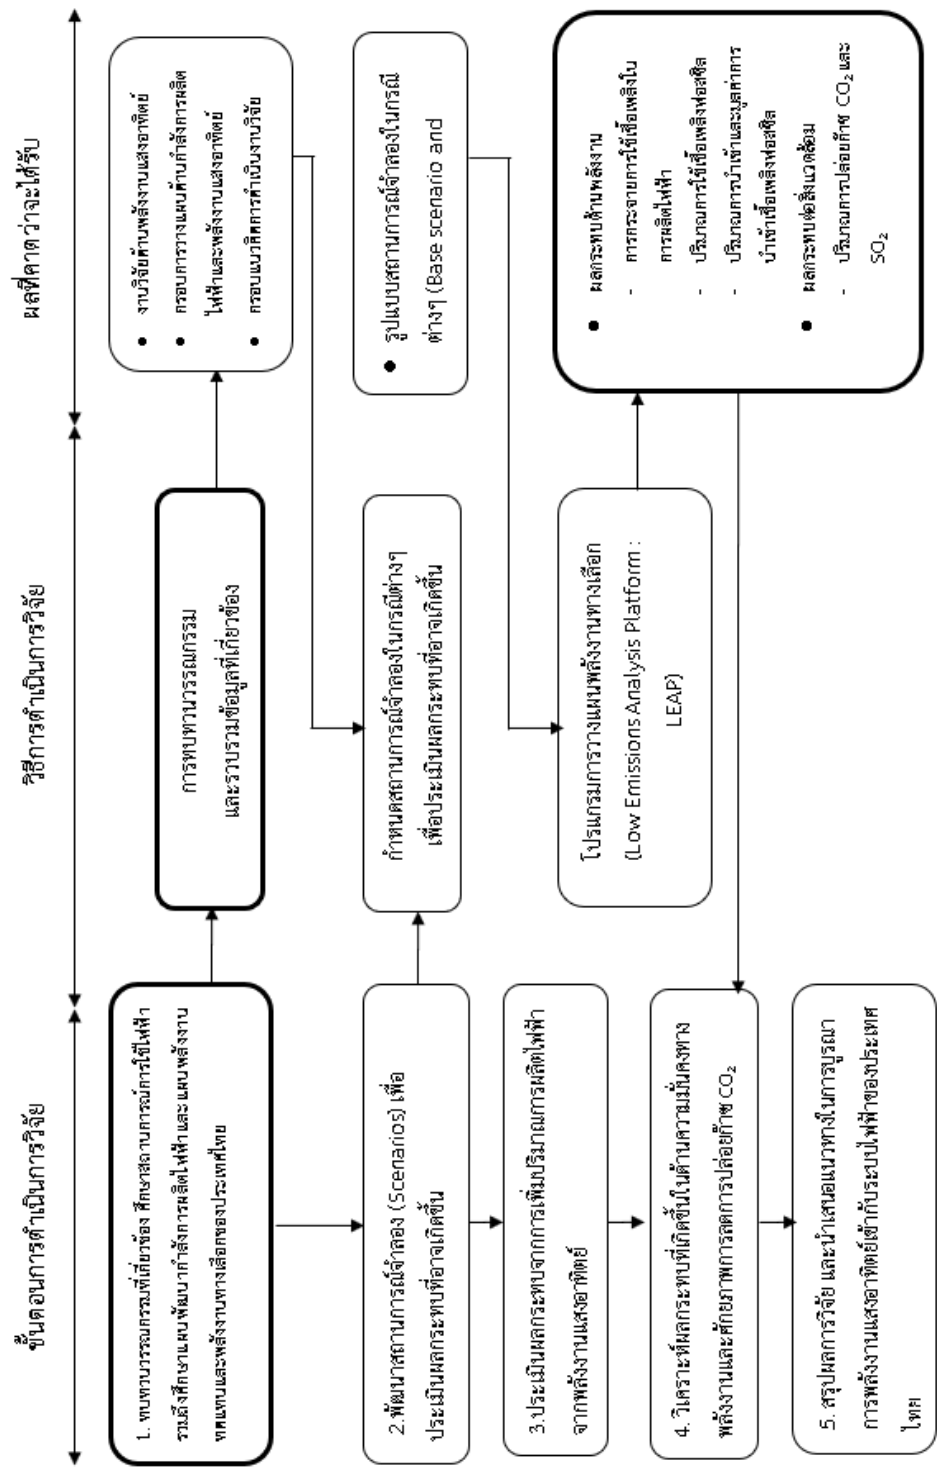 ขั้นตอนการดำเนินการวิจัย
วิธีการดำเนินการวิจัย
ผลที่คาดว่าจะได้รับ
1. ทบทวนวรรณกรรมที่เกี่ยวข้อง ศึกษาสถานการณ์การใช้ไฟฟ้า
รวมถึงศึกษาแผนพัฒนากำลังการผลิตไฟฟ้าและ แผนพลังงาน
ทดแทนและพลังงานทางเลือกของประเทศไทย
การทบทวนวรรณกรรม
และรวบรวมข้อมูลที่เกี่ยวข้อง
● งานวิจัยด้านพลังงานแสงอาทิตย์
● กรอบการวางแผนด้านกำลังการผลิต
ไฟฟ้าและพลังงานแสงอาทิตย์
● กรอบแนวคิดการดำเนินงานวิจัย
2.พัฒนาสถานการณ์จำลอง (Scenarios) เพื่อ
ประเมินผลกระทบที่อาจเกิดขึ้น
กำหนดสถานการณ์จำลองในกรณีต่างๆ
เพื่อประเมินผลกระทบที่อาจเกิดขึ้น
● รูปแบบสถานการณ์จำลองในกรณี
ต่างๆ (Base scenario and
3.ประเมินผลกระทบจากการเพิ่มปริมาณการผลิตไฟฟ้า
จากพลังงานแสงอาทิตย์
โปรแกรมการวางแผนพลังงานทางเลือก
(Low Emissions Analysis Platform :
LEAP)
● ผลกระทบด้านพลังงาน
- การกระจายการใช้เชื้อเพลิงใน
การผลิตไฟฟ้า
- ปริมาณการใช้เชื้อเพลิงฟอสซิล
- ปริมาณการนำเข้าและมูลค่าการ
นำเข้าเชื้อเพลิงฟอสซิล
● ผลกระทบต่อสิ่งแวดล้อม
- ปริมาณการปล่อยก๊าซ CO₂ และ
SO₂
4. วิเคราะห์ผลกระทบที่เกิดขึ้นในด้านความมั่นคงทาง
พลังงานและศักยภาพการลดการปล่อยก๊าซ CO₂
5. สรุปผลการวิจัย และนำเสนอแนวทางในการบูรณา
การพลังงานแสงอาทิตย์เข้ากับระบบไฟฟ้าของประเทศ
ไทย